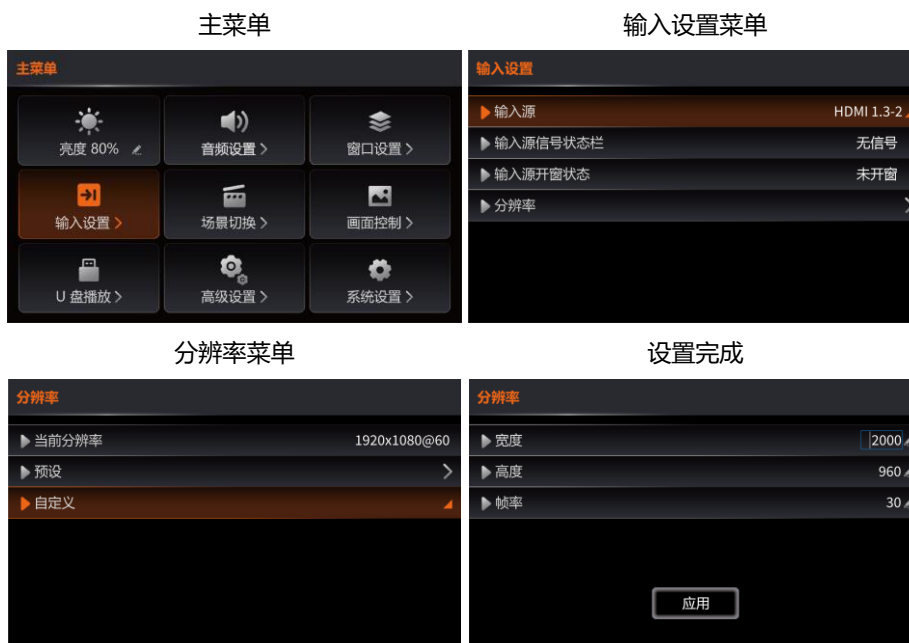 主菜单
输入设置菜单
主菜单
亮度 80%
音频设置 >
窗口设置 >
输入设置 >
场景切换 >
画面控制 >
U 盘播放 >
高级设置 >
系统设置 >
输入设置
输入源 HDMI 1.3-2
输入源信号状态栏 无信号
输入源开窗状态 未开窗
分辨率
分辨率菜单
设置完成
分辨率
当前分辨率 1920x1080@60
预设
自定义
分辨率
宽度 2000
高度 960
帧率 30
应用